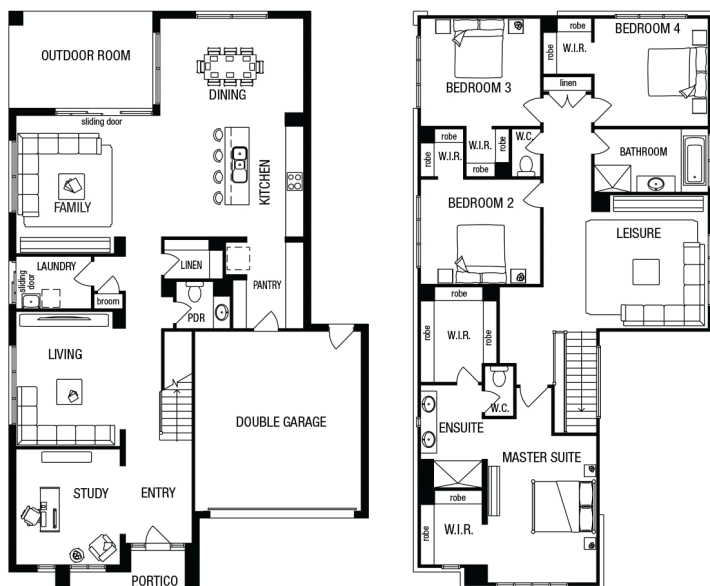 OUTDOOR ROOM
DINING
sliding door
KITCHEN
FAMILY
LAUNDRY
sliding door
broom
LINEN
PANTRY
PDR
LIVING
DOUBLE GARAGE
STUDY
ENTRY
PORTICO
robe
BEDROOM 4
robe
W.I.R.
BEDROOM 3
linen
robe
W.I.R.
W.C.
robe
W.I.R.
robe
BATHROOM
BEDROOM 2
LEISURE
robe
robe
W.I.R.
robe
W.C.
ENSUITE
MASTER SUITE
robe
robe
W.I.R.